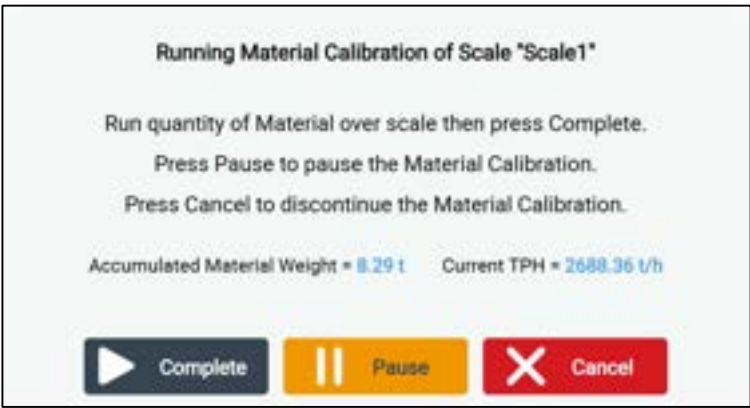 Running Material Calibration of Scale "Scale1"
Run quantity of Material over scale then press Complete.
Press Pause to pause the Material Calibration.
Press Cancel to discontinue the Material Calibration.
Accumulated Material Weight = 8.29 t Current TPH = 2688.36 t/h
Complete Pause Cancel